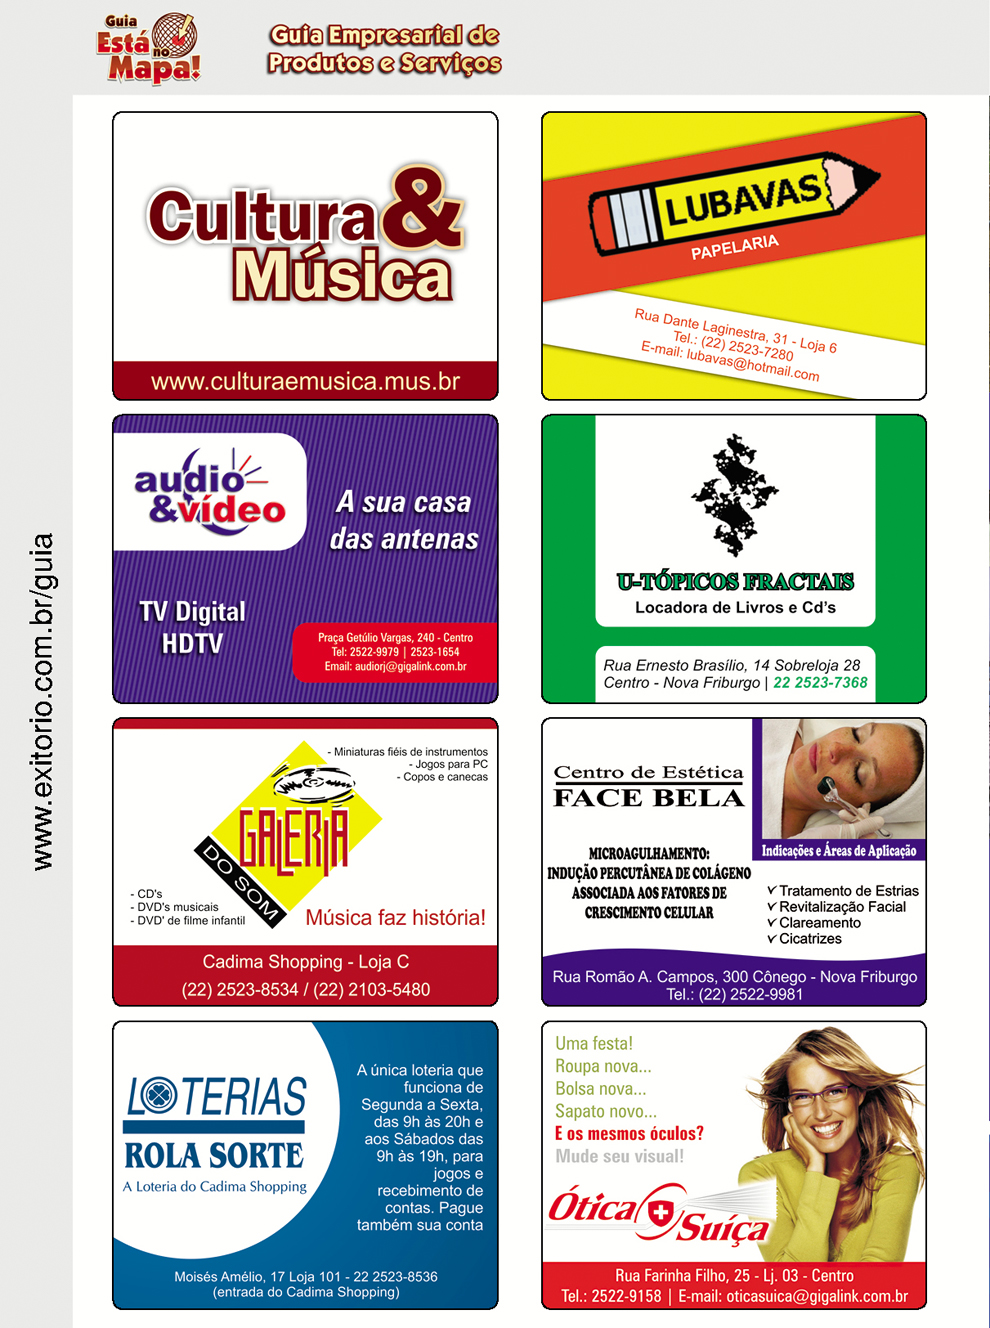 Guia
Está
no
Mapa!
Guia Empresarial de
Produtos e Serviços
www.exitorio.com.br/guia
Cultura&
Música
www.culturaemusica.mus.br
LUBAVAS
PAPELARIA
Rua Dante Laginestra, 31 - Loja 6
Tel.: (22) 2523-7280
E-mail: lubavas@hotmail.com
audio
&vídeo
A sua casa
das antenas
TV Digital
HDTV
Praça Getúlio Vargas, 240 - Centro
Tel: 2522-9979 | 2523-1654
Email: audiorj@gigalink.com.br
U-TÓPICOS FRACTAIS
Locadora de Livros e Cd's
Rua Ernesto Brasílio, 14 Sobreloja 28
Centro - Nova Friburgo | 22 2523-7368
- Miniaturas fiéis de instrumentos
- Jogos para PC
- Copos e canecas
GALERIA
DO SOM
- CD's
- DVD's musicais
- DVD' de filme infantil
Música faz história!
Cadima Shopping - Loja C
(22) 2523-8534 / (22) 2103-5480
Centro de Estética
FACE BELA
MICROAGULHAMENTO:
INDUÇÃO PERCUTÂNEA DE COLÁGENO
ASSOCIADA AOS FATORES DE
CRESCIMENTO CELULAR
Indicações e Áreas de Aplicação
Tratamento de Estrias
Revitalização Facial
Clareamento
Cicatrizes
Rua Romão A. Campos, 300 Cônego - Nova Friburgo
Tel.: (22) 2522-9981
LOTERIAS
ROLA SORTE
A Loteria do Cadima Shopping
A única loteria que
funciona de
Segunda a Sexta,
das 9h às 20h e
aos Sábados das
9h às 19h, para
jogos e
recebimento de
contas. Pague
também sua conta
Moisés Amélio, 17 Loja 101 - 22 2523-8536
(entrada do Cadima Shopping)
Uma festa!
Roupa nova...
Bolsa nova...
Sapato novo...
E os mesmos óculos?
Mude seu visual!
Ótica Suíça
Rua Farinha Filho, 25 - Lj. 03 - Centro
Tel.: 2522-9158 | E-mail: oticasuica@gigalink.com.br